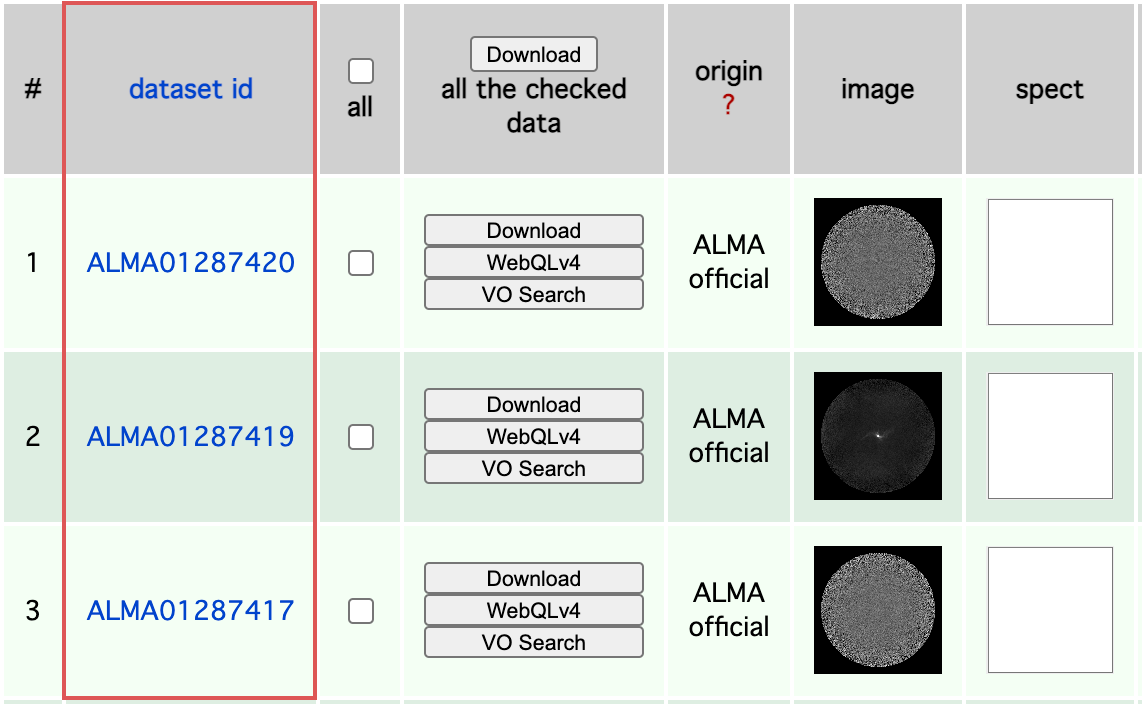 #
dataset id
all
Download
all the checked
data
origin
?
image
spect
1
ALMA01287420
Download
WebQLv4
VO Search
ALMA
official
2
ALMA01287419
Download
WebQLv4
VO Search
ALMA
official
3
ALMA01287417
Download
WebQLv4
VO Search
ALMA
official